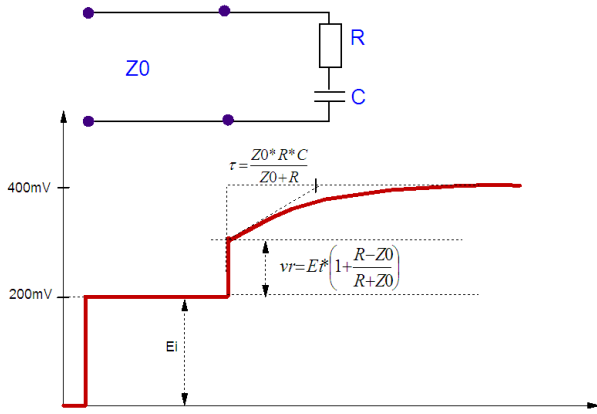 R
Z0
C
τ=Z0*R*C/Z0+R
400mV
vr=Ei*(1+R-Z0/R+Z0)
200mV
Ei